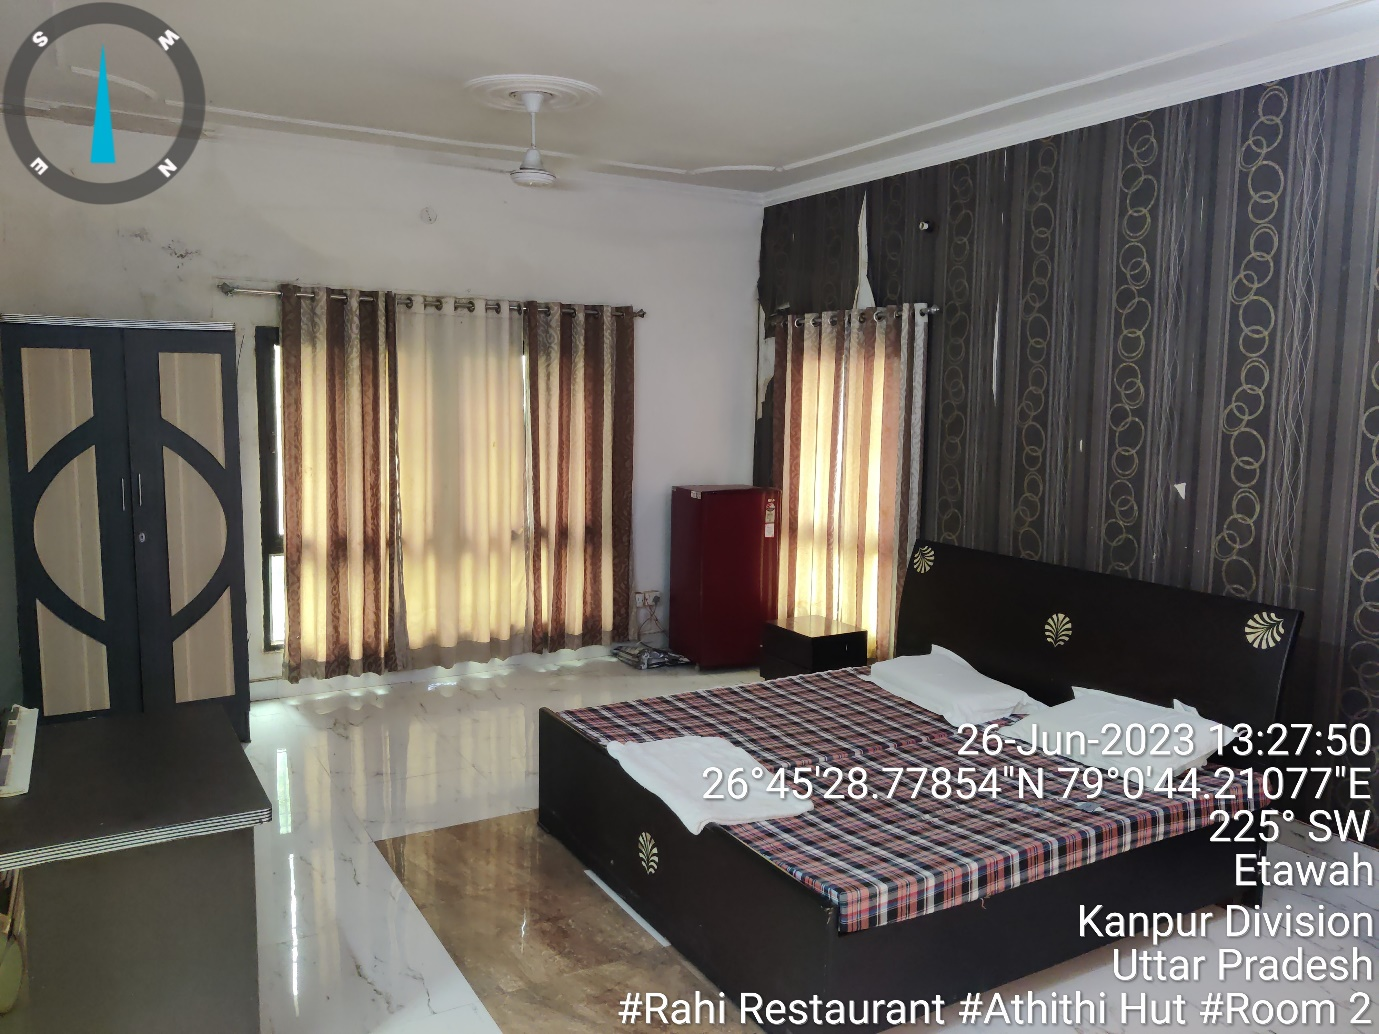 S
W
E
N
26-Jun-2023 13:27:50
26°45'28.77854"N 79°0'44.21077"E
225° SW
Etawah
Kanpur Division
Uttar Pradesh
#Rahi Restaurant #Athithi Hut #Room 2